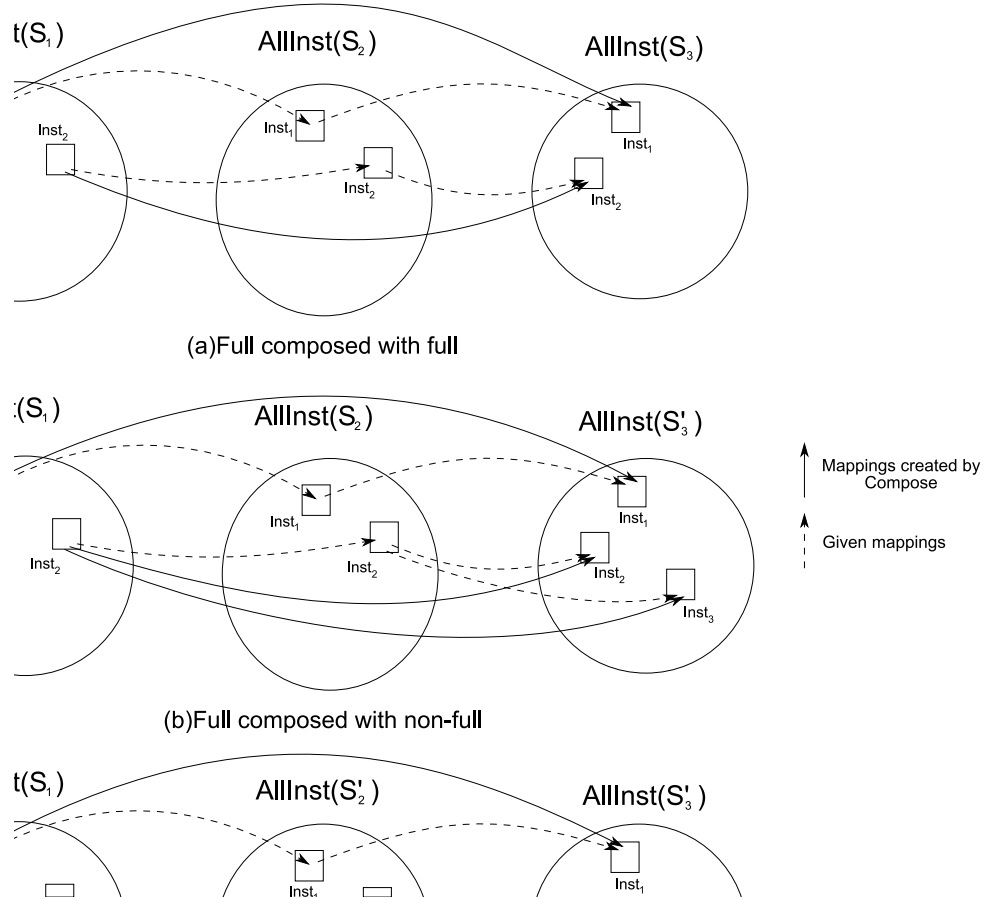 t(S₁) AllInst(S₂) AllInst(S₃)
Inst₂ Inst₁ Inst₁
Inst₂ Inst₂
(a)Full composed with full
:(S₁) AllInst(S₂) AllInst(S'₃)
Mappings created by
Compose
Given mappings
Inst₁ Inst₁
Inst₂ Inst₂ Inst₂
Inst₃
(b)Full composed with non-full
t(S₁) AllInst(S'₂) AllInst(S'₃)
Inst₁ Inst₁